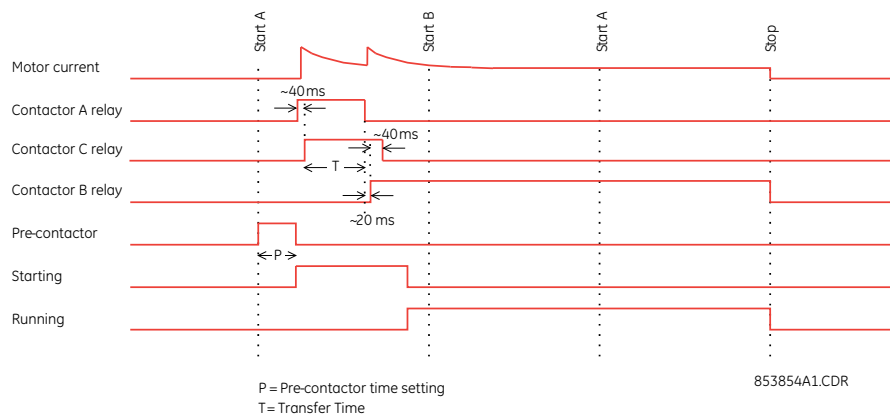 Start A
Start B
Start A
Stop
Motor current
~40 ms
Contactor A relay
~40 ms
Contactor C relay
T
Contactor B relay
~20 ms
Pre-contactor
P
Starting
Running
853854A1.CDR
P = Pre-contactor time setting
T = Transfer Time